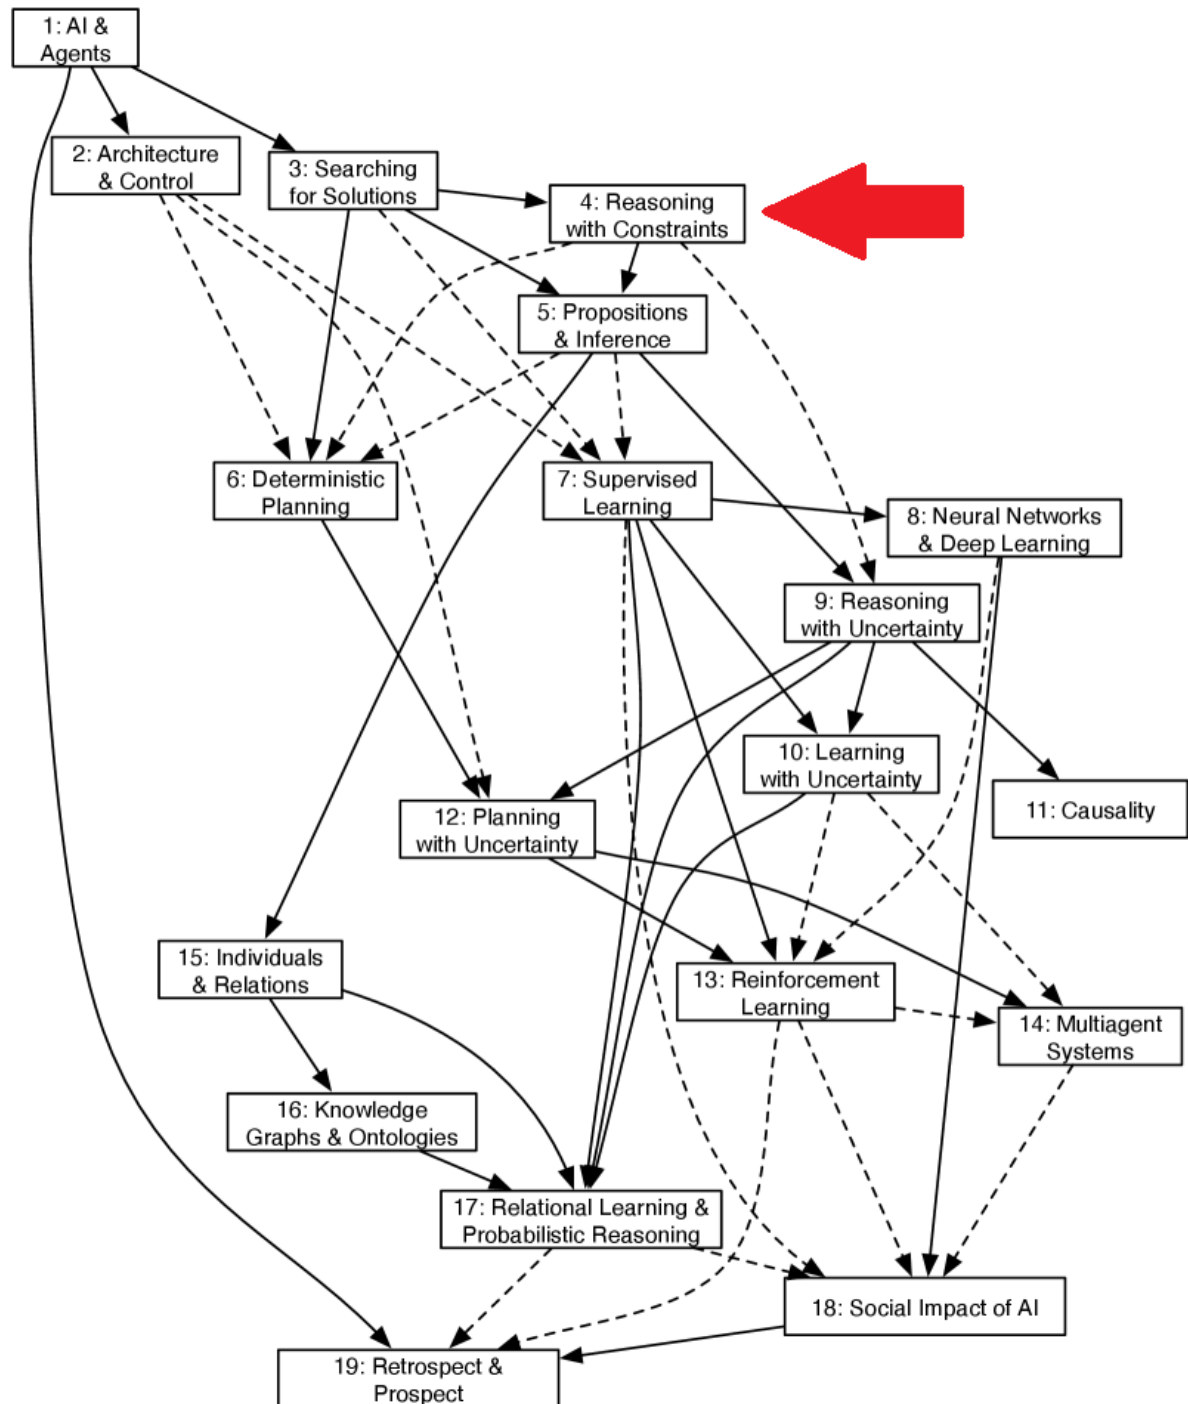 1: AI &
Agents
2: Architecture
& Control
3: Searching
for Solutions
4: Reasoning
with Constraints
5: Propositions
& Inference
6: Deterministic
Planning
7: Supervised
Learning
8: Neural Networks
& Deep Learning
9: Reasoning
with Uncertainty
10: Learning
with Uncertainty
11: Causality
12: Planning
with Uncertainty
13: Reinforcement
Learning
14: Multiagent
Systems
15: Individuals
& Relations
16: Knowledge
Graphs & Ontologies
17: Relational Learning &
Probabilistic Reasoning
18: Social Impact of AI
19: Retrospect &
Prospect